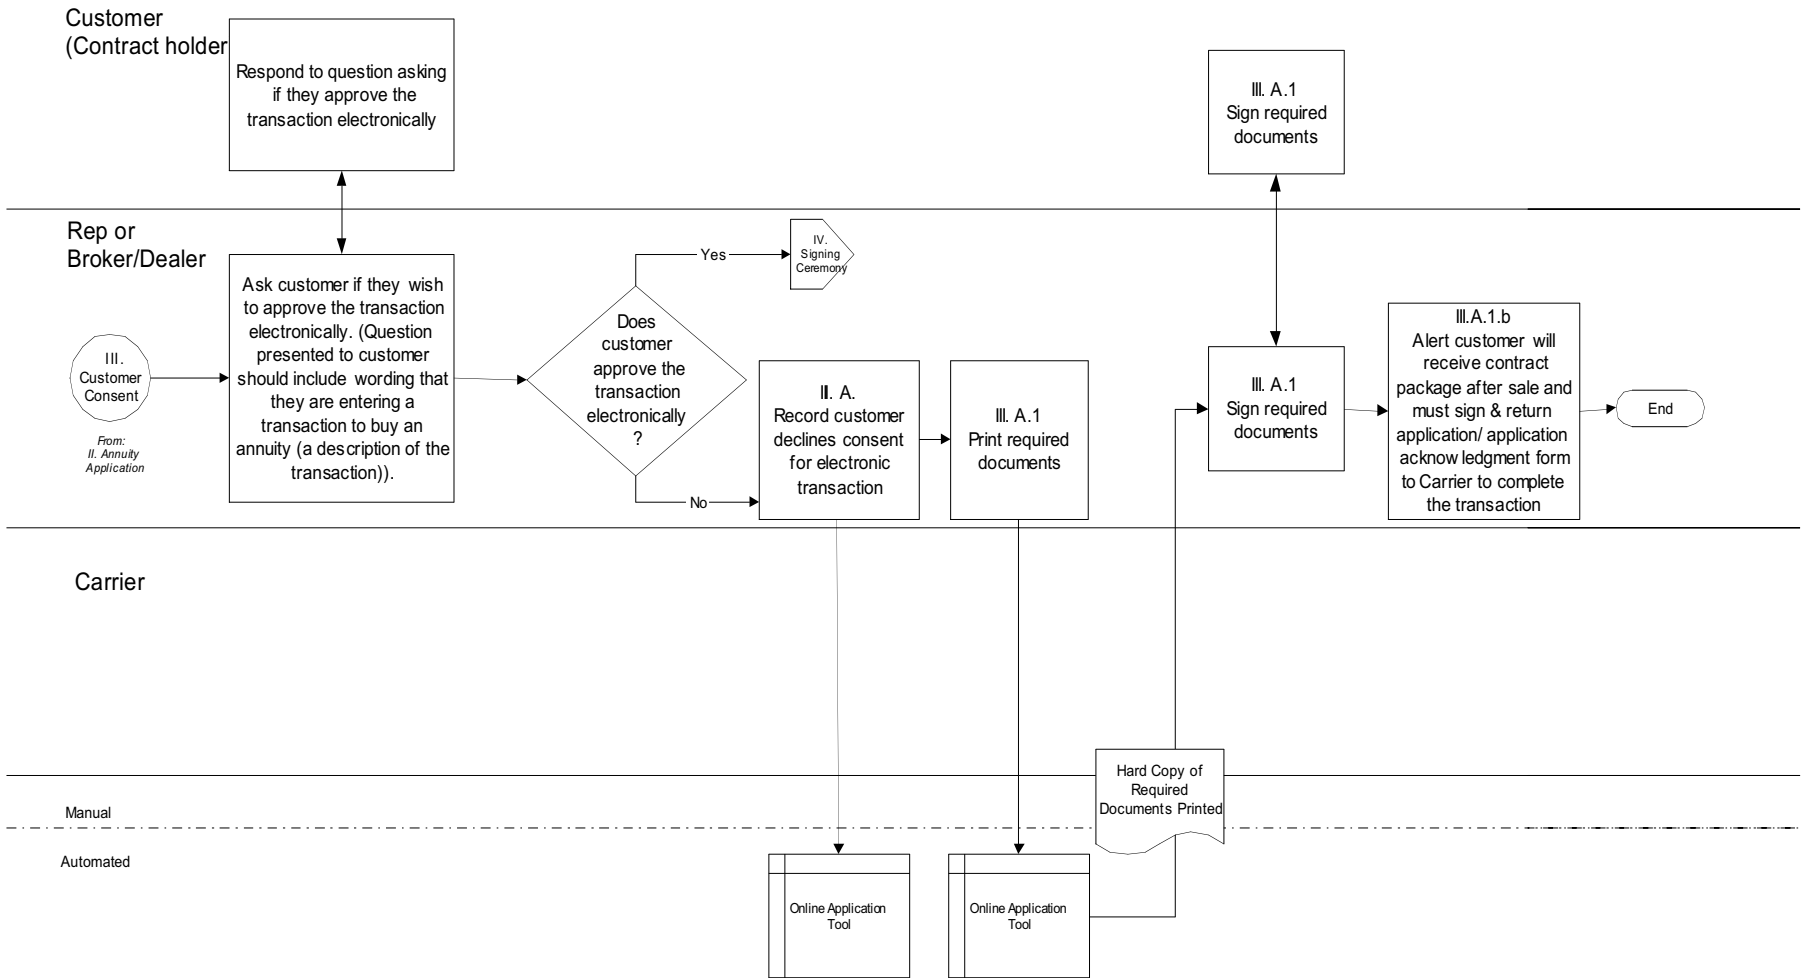 Customer
(Contract holder
Respond to question asking
if they approve the
transaction electronically
III. A.1
Sign required
documents
Rep or
Broker/Dealer
III.
Customer
Consent
From:
II. Annuity
Application
Ask customer if they wish
to approve the transaction
electronically. (Question
presented to customer
should include wording that
they are entering a
transaction to buy an
annuity (a description of the
transaction)).
Does
customer
approve the
transaction
electronically
?
Yes
IV.
Signing
Ceremony
No
II. A.
Record customer
declines consent
for electronic
transaction
III. A.1
Print required
documents
III. A.1
Sign required
documents
III.A.1.b
Alert customer will
receive contract
package after sale and
must sign & return
application/ application
acknow ledgment form
to Carrier to complete
the transaction
End
Carrier
Hard Copy of
Required
Documents Printed
Manual
Automated
Online Application
Tool
Online Application
Tool